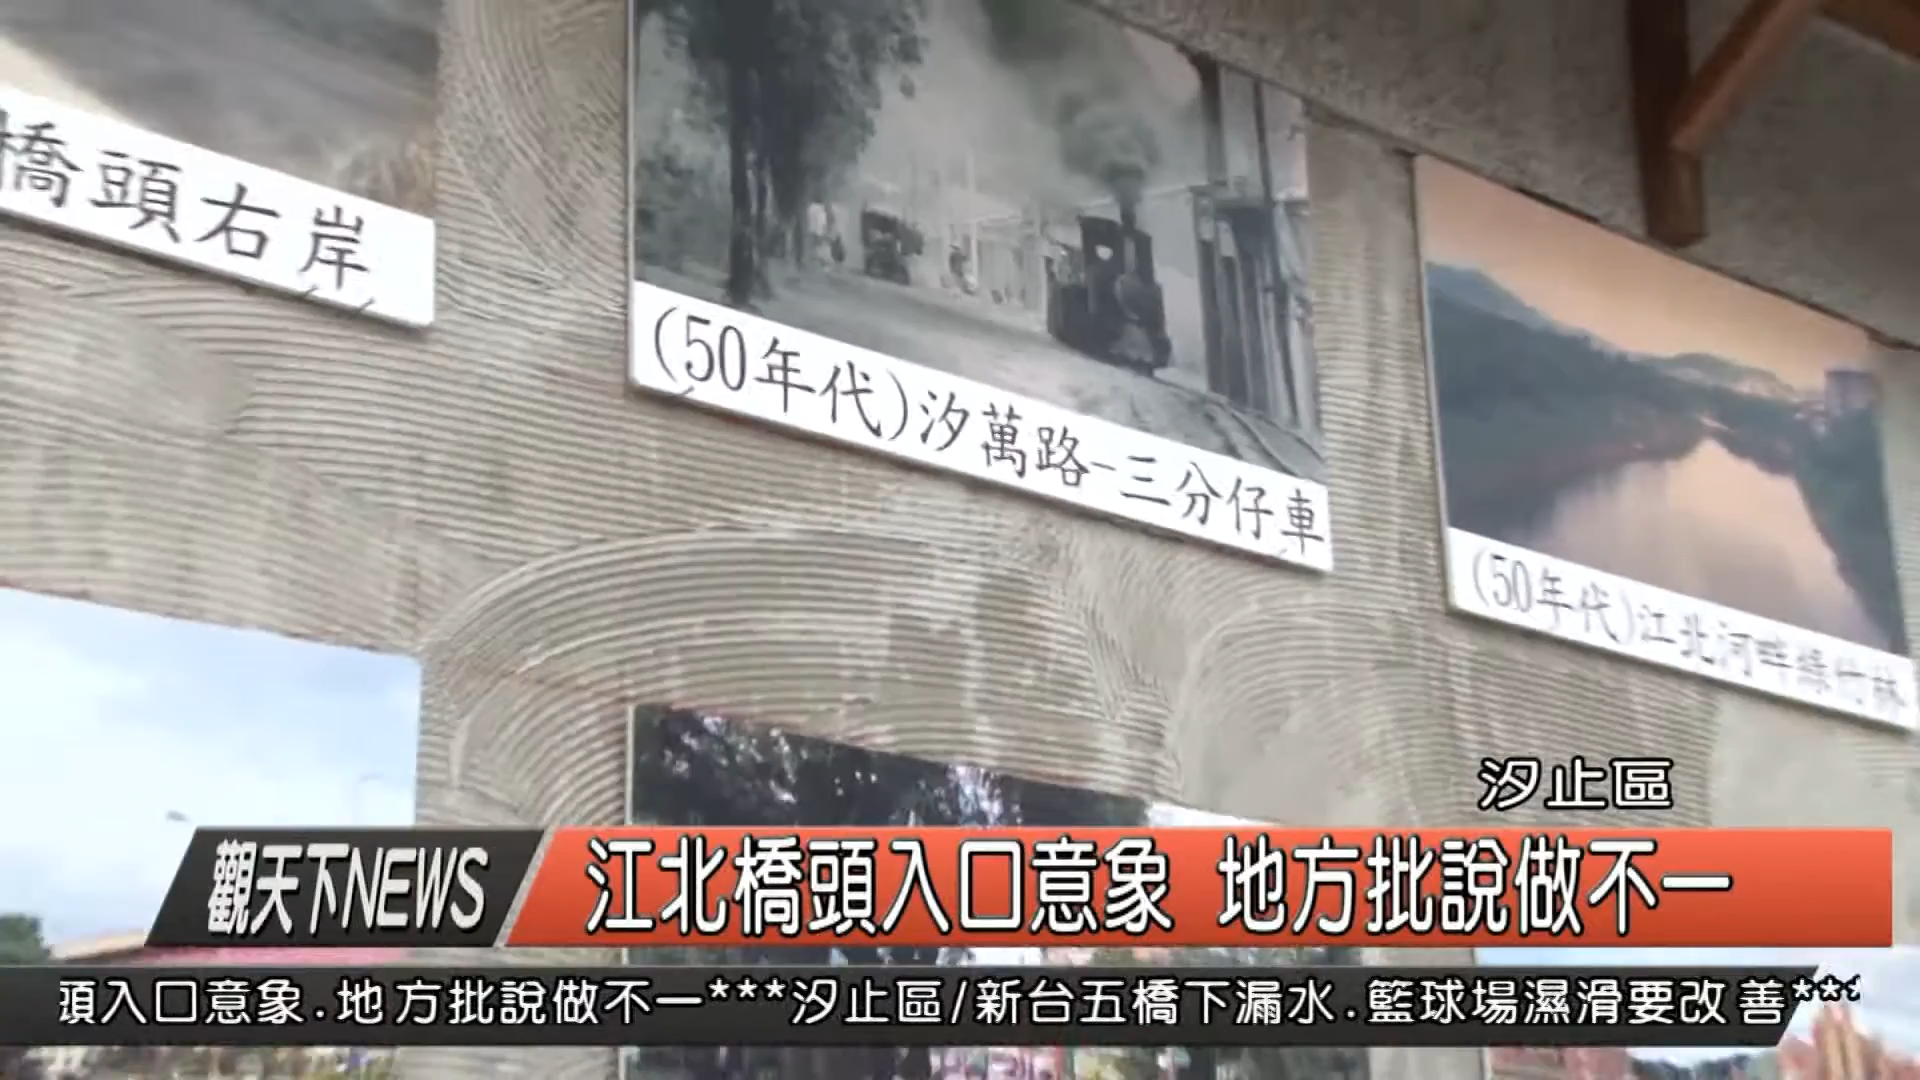 橋頭右岸
(50年代)汐萬路-三分仔車
(50年代)江北河畔綠竹林
汐止區
觀天下NEWS
江北橋頭入口意象 地方批說做不一
頭入口意象.地方批說做不一***汐止區/新台五橋下漏水.籃球場濕滑要改善***